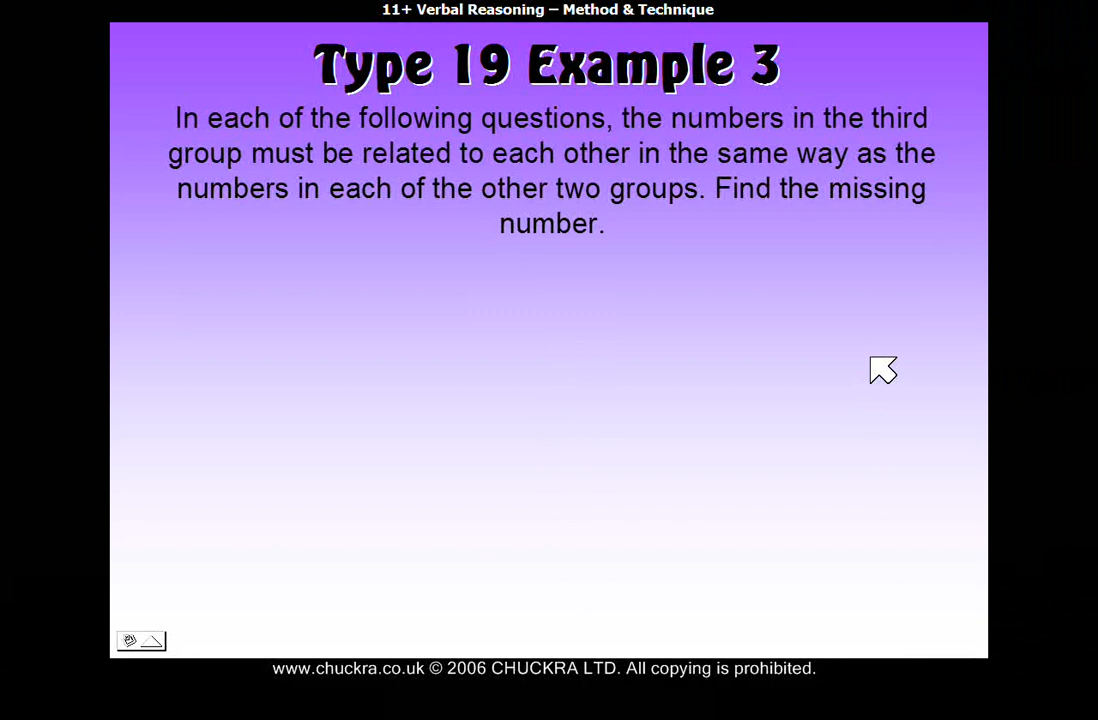 11+ Verbal Reasoning – Method & Technique
Type 19 Example 3
In each of the following questions, the numbers in the third
group must be related to each other in the same way as the
numbers in each of the other two groups. Find the missing
number.
www.chuckra.co.uk © 2006 CHUCKRA LTD. All copying is prohibited.